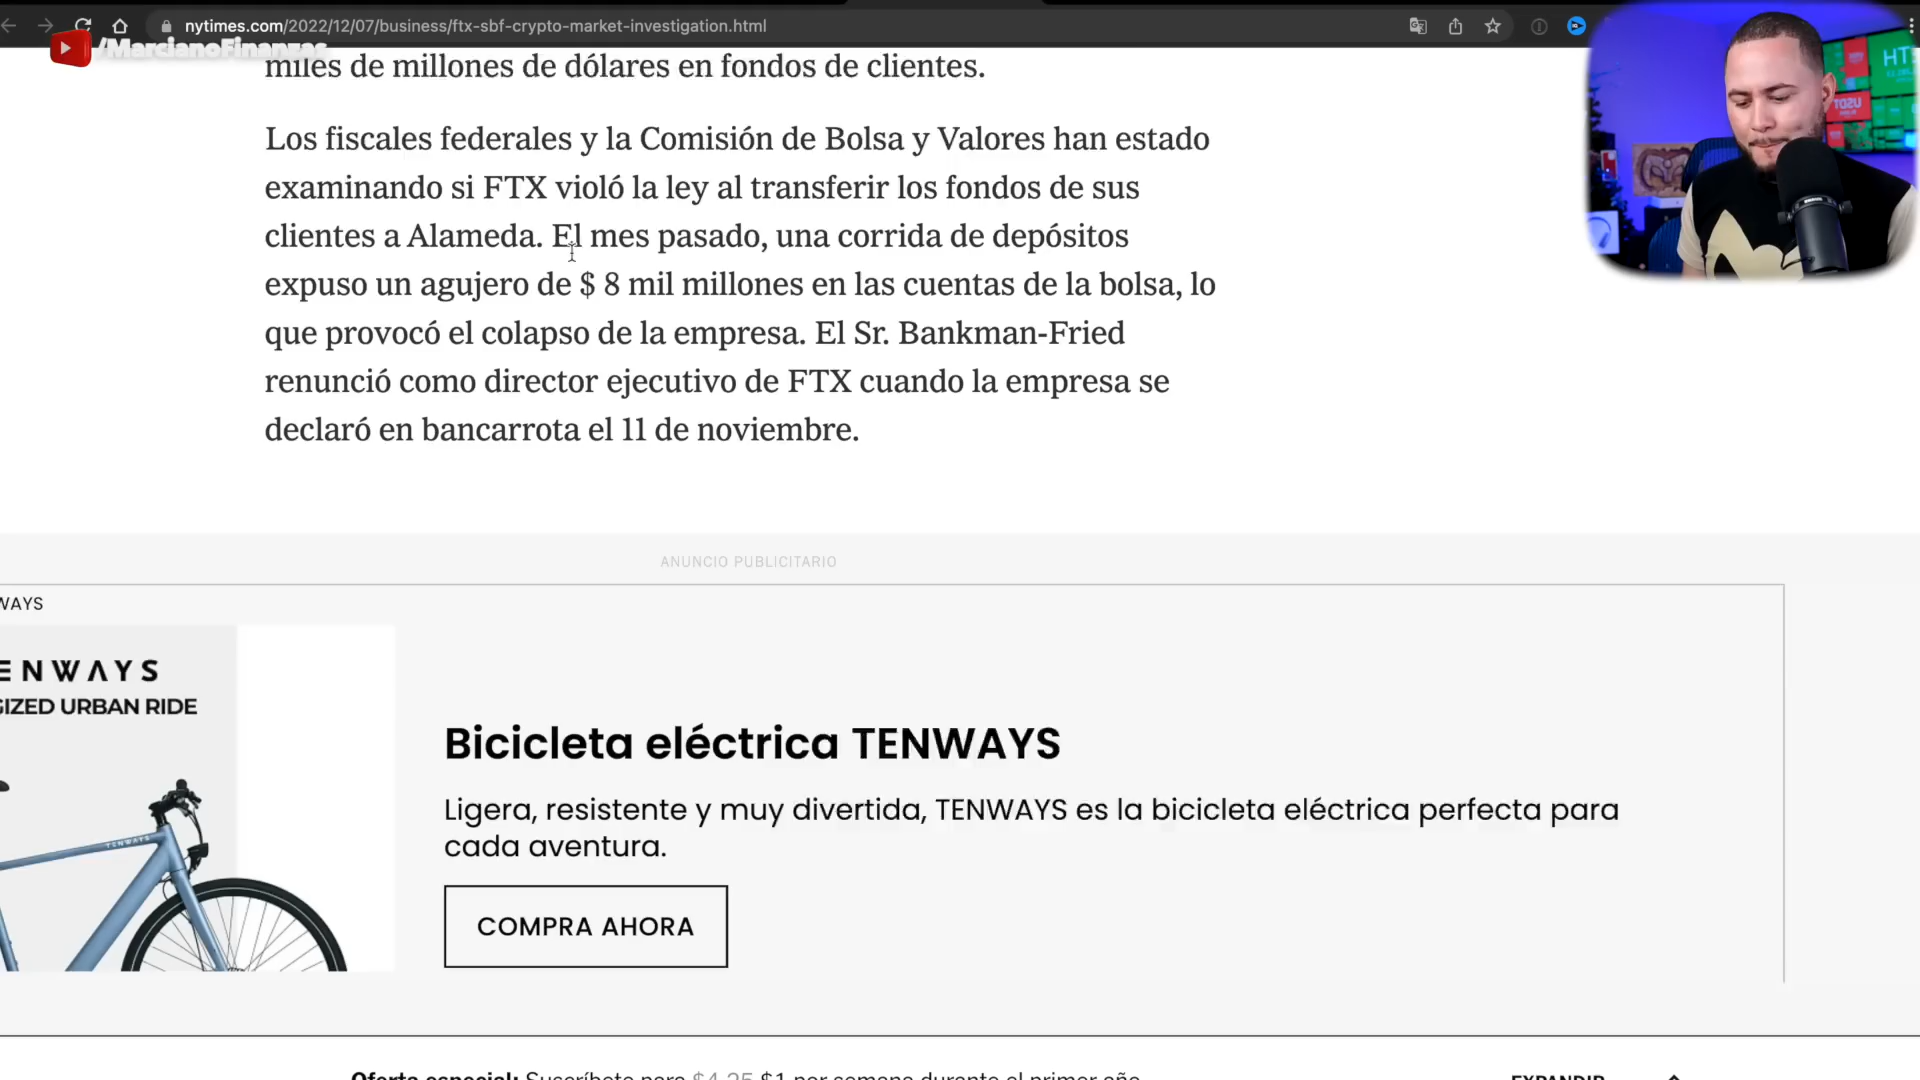 nytimes.com/2022/12/07/business/ftx-sbf-crypto-market-investigation.html
/MarcianoFinanzas
miles de millones de dólares en fondos de clientes.
Los fiscales federales y la Comisión de Bolsa y Valores han estado
examinando si FTX violó la ley al transferir los fondos de sus
clientes a Alameda. El mes pasado, una corrida de depósitos
expuso un agujero de $ 8 mil millones en las cuentas de la bolsa, lo
que provocó el colapso de la empresa. El Sr. Bankman-Fried
renunció como director ejecutivo de FTX cuando la empresa se
declaró en bancarrota el 11 de noviembre.
ANUNCIO PUBLICITARIO
WAYS
ENWAYS
GIZED URBAN RIDE
TENWAYS
Bicicleta eléctrica TENWAYS
Ligera, resistente y muy divertida, TENWAYS es la bicicleta eléctrica perfecta para
cada aventura.
COMPRA AHORA
Oferta especial: Suscríbete para $4.25 $1 por semana durante el primer año
EXPANDIR